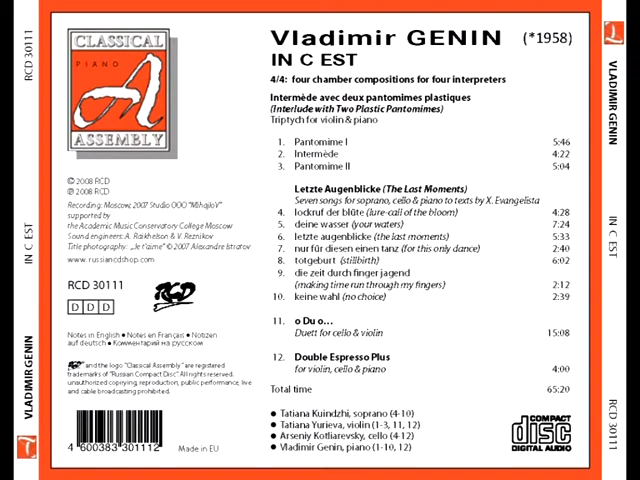 RCD 30111
IN C EST
VLADIMIR GENIN
CLASSICAL
PIANO
A
ASSEMBLY
© 2008 RCD
℗ 2008 RCD
Recording: Moscow, 2007 Studio OOO "MihajloV"
supported by
the Academic Music Conservatory College Moscow
Sound engineers: A. Raikhelson & V. Reznikov
Title photography: „Je t'aime" © 2007 Alexandre Istratov
www.russiancdshop.com
RCD 30111
RCD
D D D
Notes in English • Notes en Français • Notizen
auf deutsch • Комментарий на русском
RCD and the logo "Classical Assembly" are registered
trademarks of "Russian Compact Disc". All rights reserved.
unauthorized copying, reproduction, public performance, live
and cable broadcasting prohibited.
4 600383 301112
Made in EU
Vladimir GENIN (*1958)
IN C EST
4/4: four chamber compositions for four interpreters
Intermède avec deux pantomimes plastiques
(Interlude with Two Plastic Pantomimes)
Triptych for violin & piano
1. Pantomime I 5:46
2. Intermède 4:22
3. Pantomime II 5:04
Letzte Augenblicke (The Last Moments)
Seven songs for soprano, cello & piano to texts by X. Evangelista
4. lockruf der blüte (lure-call of the bloom) 4:28
5. deine wasser (your waters) 7:24
6. letzte augenblicke (the last moments) 5:33
7. nur für diesen einen tanz (for this only dance) 2:40
8. totgeburt (stillbirth) 6:02
9. die zeit durch finger jagend
(making time run through my fingers) 2:12
10. keine wahl (no choice) 2:39
11. o Du o...
Duett for cello & violin 15:08
12. Double Espresso Plus
for violin, cello & piano 4:00
Total time 65:20
• Tatiana Kuindzhi, soprano (4-10)
• Tatiana Yurieva, violin (1-3, 11, 12)
• Arseniy Kotliarevsky, cello (4-12)
• Vladimir Genin, piano (1-10, 12)
COMPACT
disc
DIGITAL AUDIO
VLADIMIR GENIN
IN C EST
RCD 30111